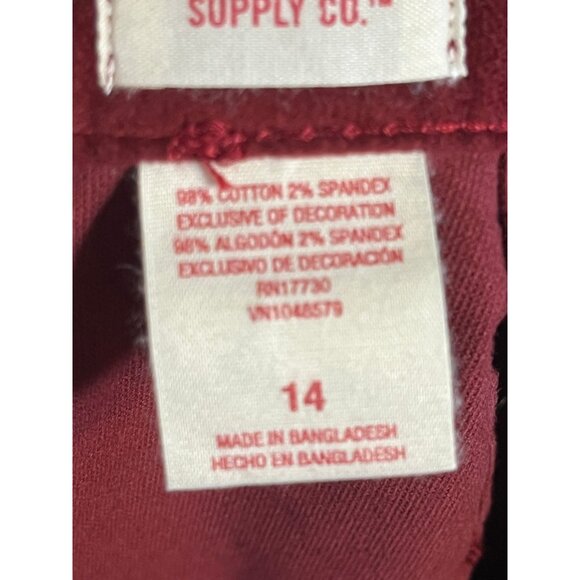 SUPPLY CO.™
98% COTTON 2% SPANDEX
EXCLUSIVE OF DECORATION
98% ALGODÓN 2% SPANDEX
EXCLUSIVO DE DECORACIÓN
RN17730
VN1048579
14
MADE IN BANGLADESH
HECHO EN BANGLADESH